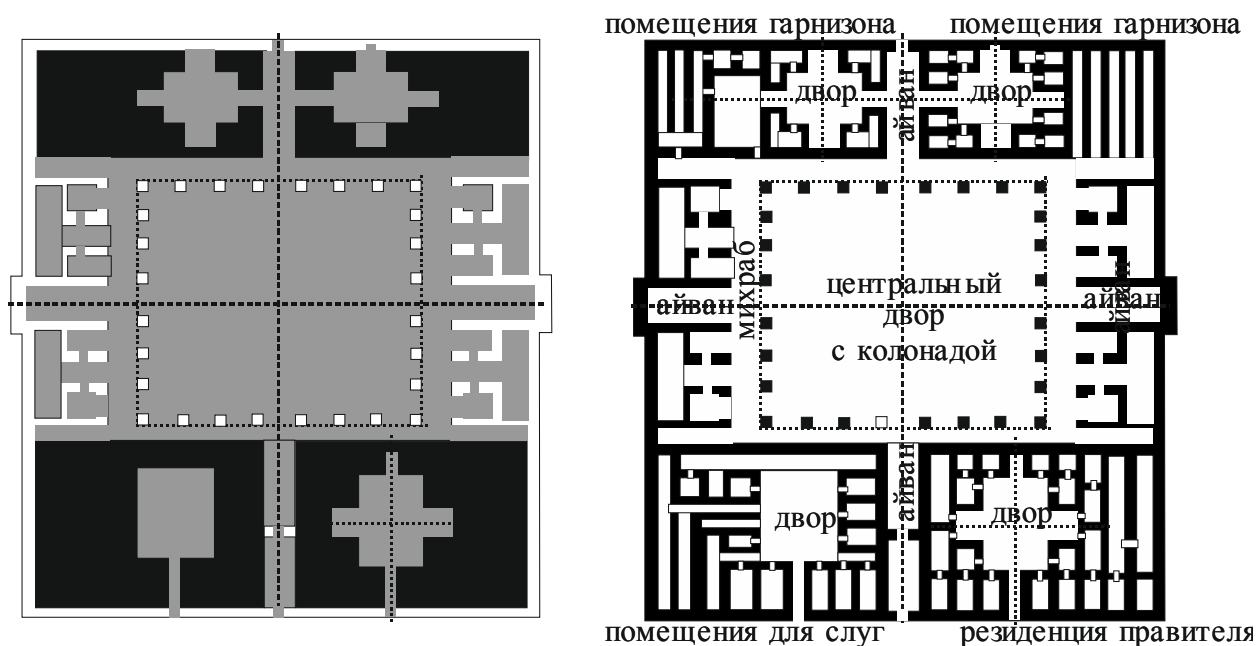 помещения гарнизона
помещения гарнизона
двор
айван
двор
михраб
айван
центральный
двор
с колонадой
айван
айван
айван
двор
двор
помещения для слуг
резиденция правителя